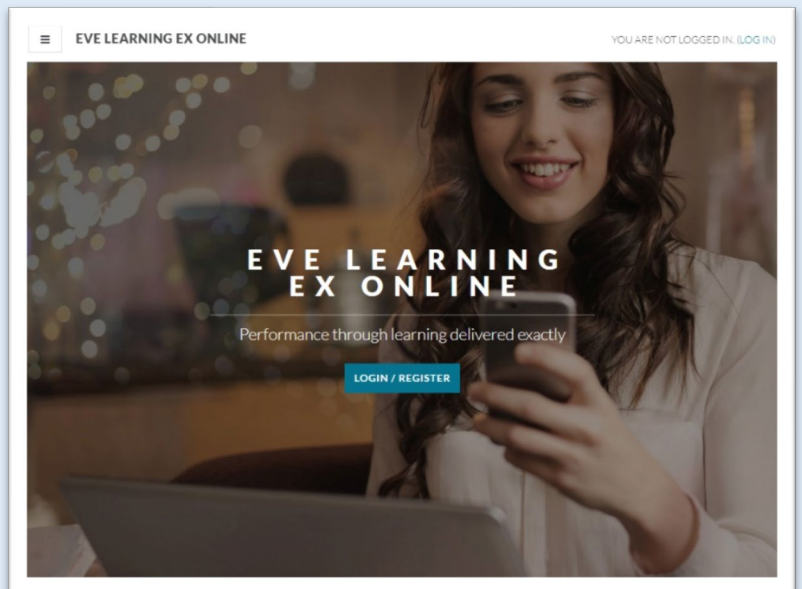 EVE LEARNING EX ONLINE
YOU ARE NOT LOGGED IN. (LOG IN)
EVE LEARNING
EX ONLINE
Performance through learning delivered exactly
LOGIN / REGISTER